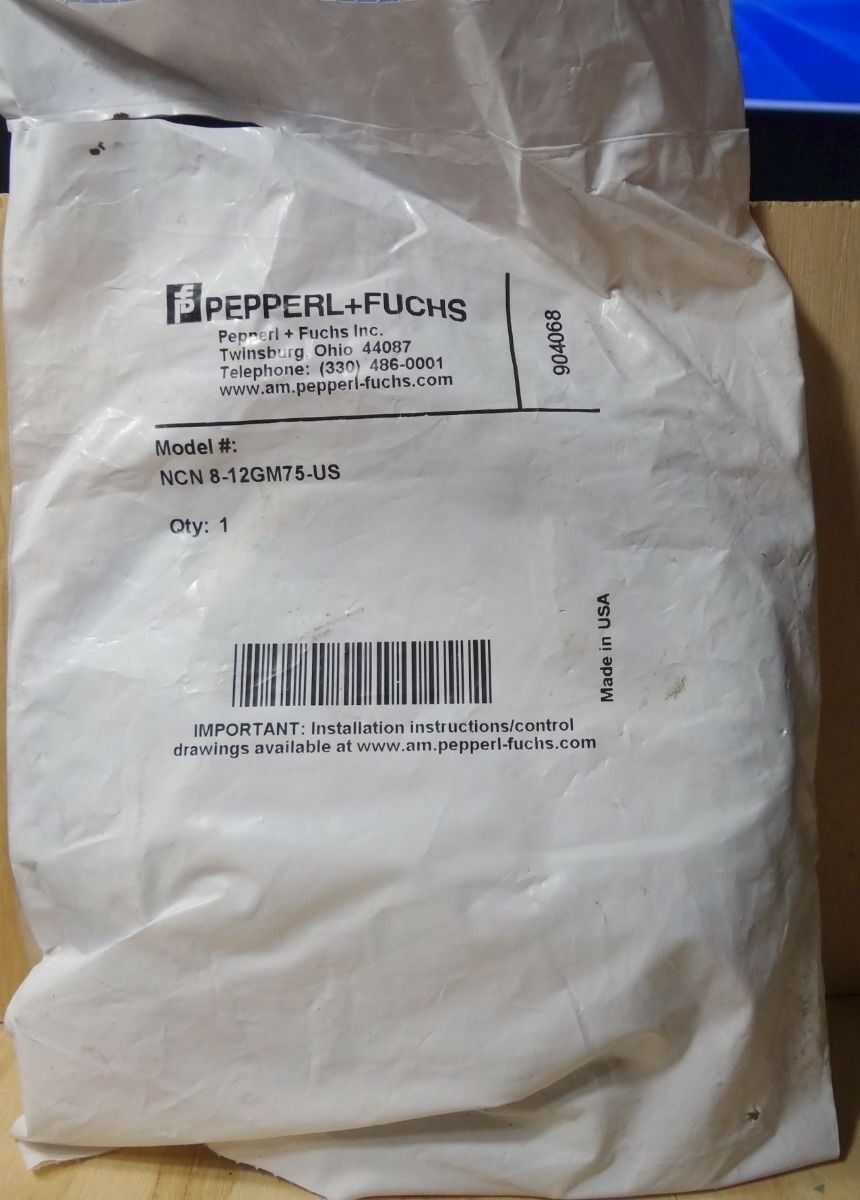 PEPPERL+FUCHS
Pepperl + Fuchs Inc.
Twinsburg, Ohio 44087
Telephone: (330) 486-0001
www.am.pepperl-fuchs.com
904068
Model #:
NCN 8-12GM75-US
Qty: 1
Made in USA
IMPORTANT: Installation instructions/control
drawings available at www.am.pepperl-fuchs.com